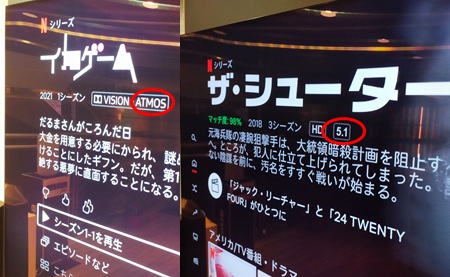 N シリーズ
イカゲーム
2021 1シーズン VISION ATMOS
だるまさんがころんだ日
大金を用意する必要にかられ、謎め
けることにしたギフン。だが、第1
絶する悪夢に直面することになる。
シーズン1-1を再生
エピソードなど
N シリーズ
ザ・シューター
マッチ度: 98% 2018 3シーズン HD 5.1
元海兵隊の凄腕狙撃手は、大統領暗殺計画を阻止す
へ。ところが、犯人に仕立て上げられてしまった。
ない陰謀を前に、汚名をすすぐ戦いが始まる。
「ジャック・リーチャー」と「24 TWENTY
FOUR」がひとつに
アメリカ/TV番組・ドラマ